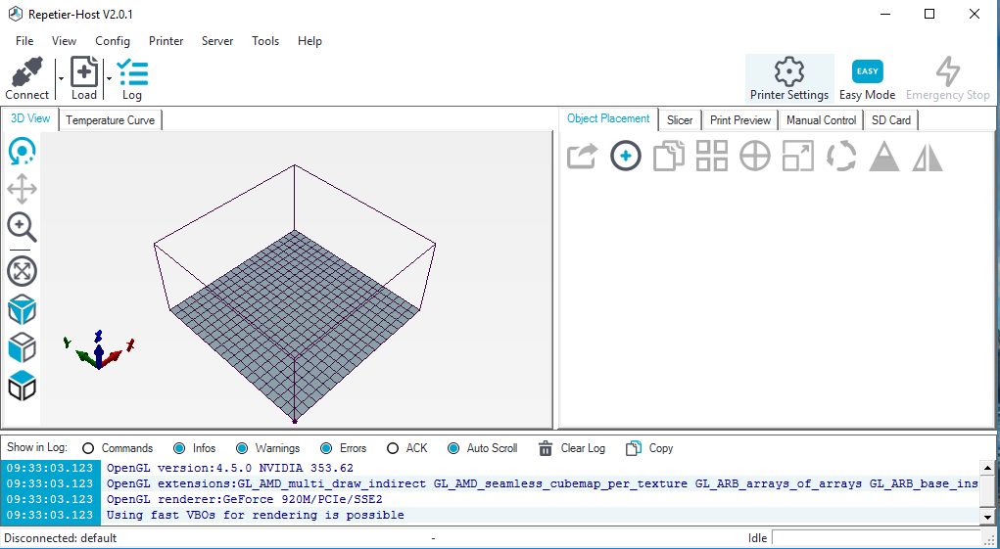 Repetier-Host V2.0.1
File View Config Printer Server Tools Help
Connect Load Log Printer Settings EASY Easy Mode Emergency Stop
3D View Temperature Curve Object Placement Slicer Print Preview Manual Control SD Card
Y Z X
Show in Log: Commands Infos Warnings Errors ACK Auto Scroll Clear Log Copy
09:33:03.123 OpenGL version:4.5.0 NVIDIA 353.62
09:33:03.123 OpenGL extensions:GL_AMD_multi_draw_indirect GL_AMD_seamless_cubemap_per_texture GL_ARB_arrays_of_arrays GL_ARB_base_ins
09:33:03.123 OpenGL renderer:GeForce 920M/PCIe/SSE2
09:33:03.123 Using fast VBOs for rendering is possible
Disconnected: default - Idle